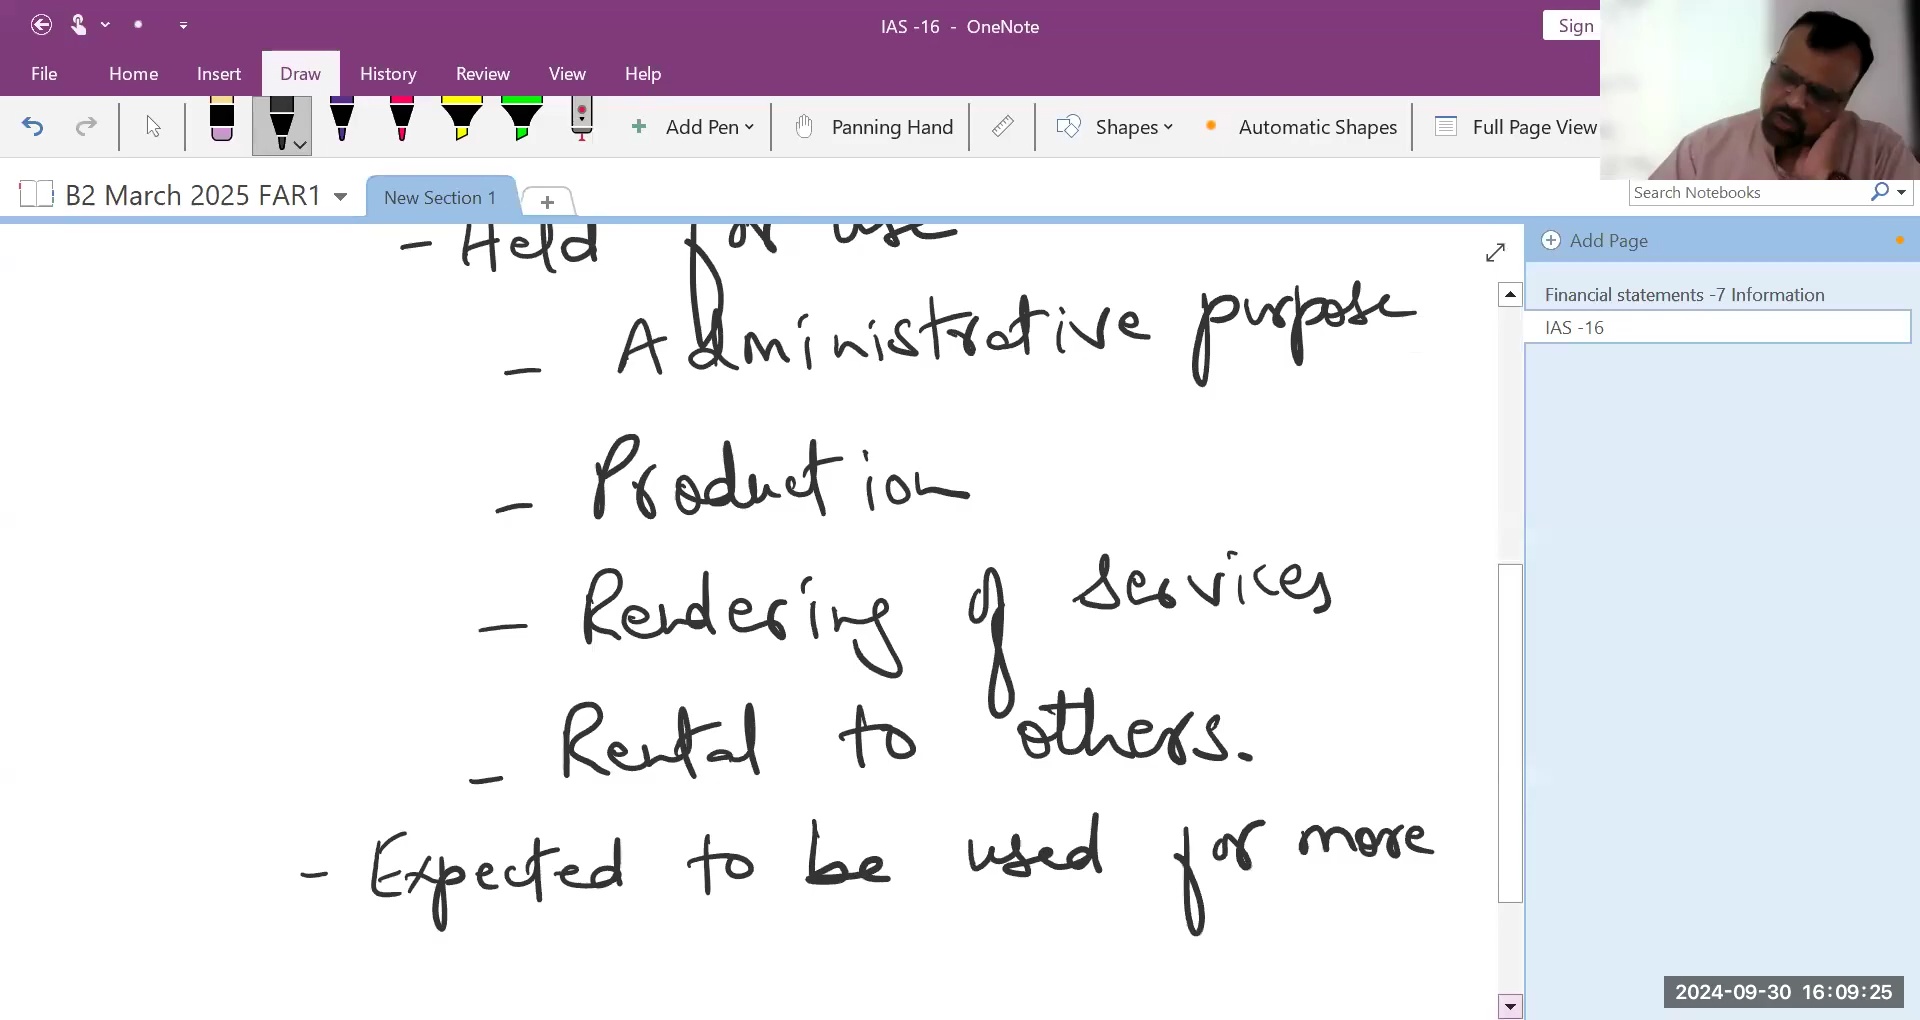 IAS -16 - OneNote
Sign
File Home Insert Draw History Review View Help
Add Pen Panning Hand Shapes Automatic Shapes Full Page View
B2 March 2025 FAR1 New Section 1 +
Search Notebooks
Add Page
Financial statements -7 Information
IAS -16
- Held for use
- Administrative purpose
- Production
- Rendering of services
- Rental to others.
- Expected to be used for more
2024-09-30 16:09:25